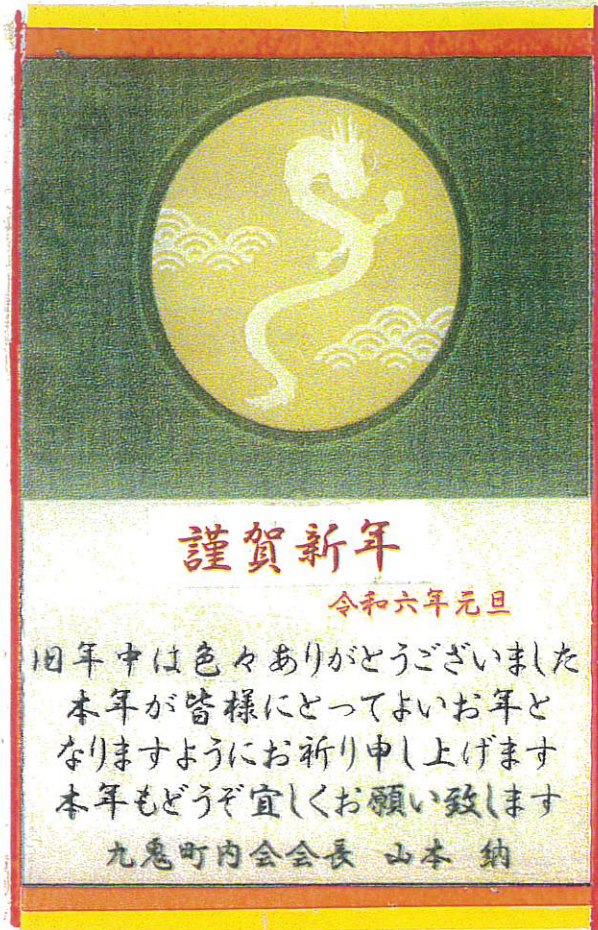 謹賀新年
令和六年元旦
旧年中は色々ありがとうございました
本年が皆様にとってよいお年と
なりますようにお祈り申し上げます
本年もどうぞ宜しくお願い致します
九鬼町内会会長 山本 納